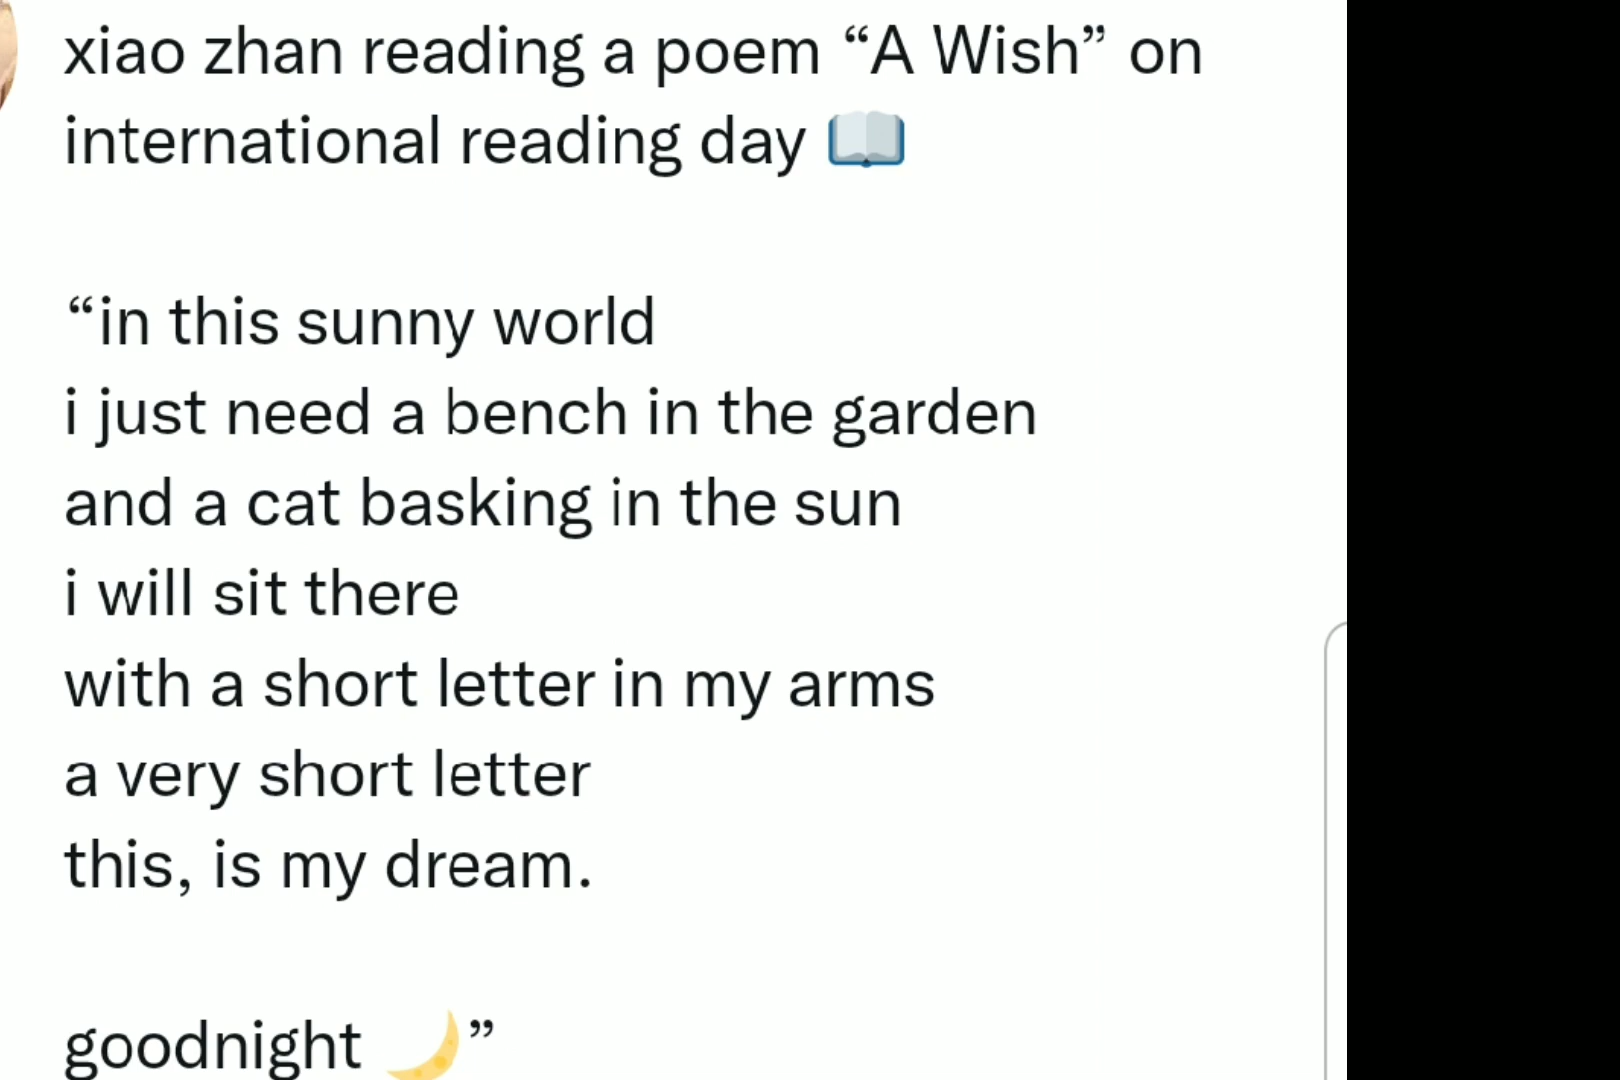 xiao zhan reading a poem “A Wish” on
international reading day 📖
“in this sunny world
i just need a bench in the garden
and a cat basking in the sun
i will sit there
with a short letter in my arms
a very short letter
this, is my dream.
goodnight 🌙”